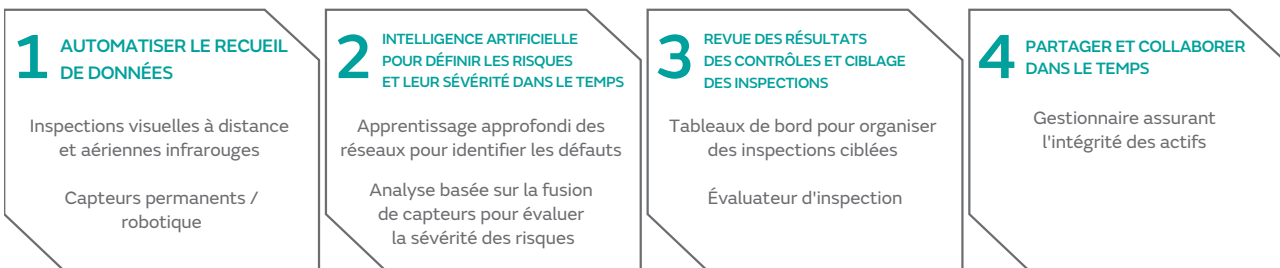 1
AUTOMATISER LE RECUEIL
DE DONNÉES
Inspections visuelles à distance
et aériennes infrarouges
Capteurs permanents /
robotique
2
INTELLIGENCE ARTIFICIELLE
POUR DÉFINIR LES RISQUES
ET LEUR SÉVÉRITÉ DANS LE TEMPS
Apprentissage approfondi des
réseaux pour identifier les défauts
Analyse basée sur la fusion
de capteurs pour évaluer
la sévérité des risques
3
REVUE DES RÉSULTATS
DES CONTRÔLES ET CIBLAGE
DES INSPECTIONS
Tableaux de bord pour organiser
des inspections ciblées
Évaluateur d'inspection
4
PARTAGER ET COLLABORER
DANS LE TEMPS
Gestionnaire assurant
l'intégrité des actifs